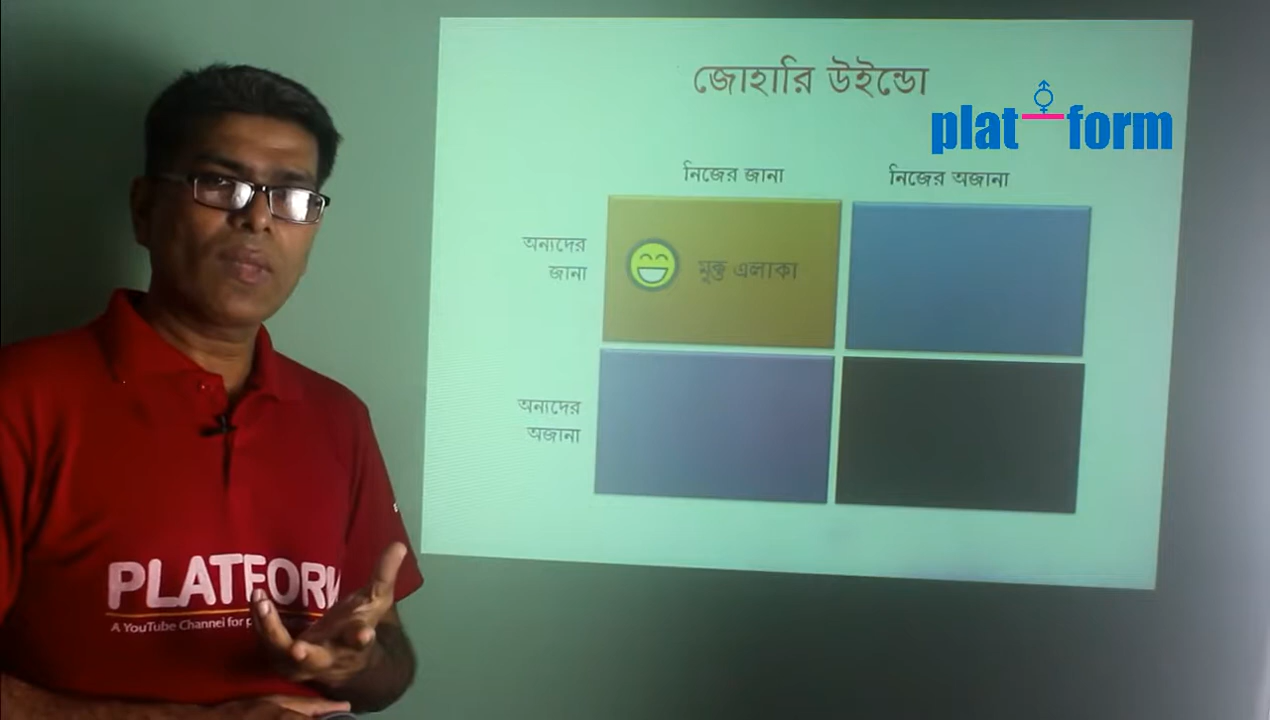 জোহারি উইন্ডো
plat form
নিজের জানা
নিজের অজানা
অন্যদের
জানা
মুক্ত এলাকা
অন্যদের
অজানা
PLATFORM
A YouTube Channel for